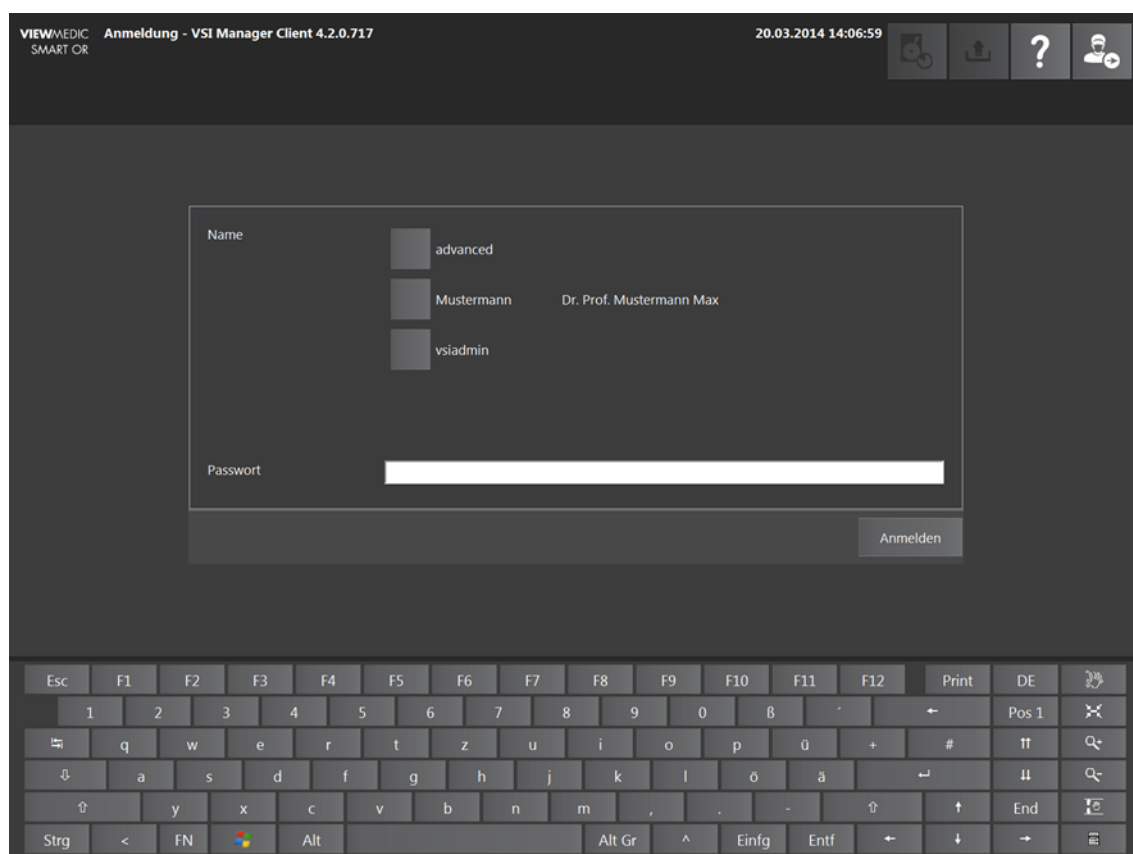 VIEWMEDIC
SMART OR
Anmeldung - VSI Manager Client 4.2.0.717
20.03.2014 14:06:59
?
Name
advanced
Mustermann Dr. Prof. Mustermann Max
vsiadmin
Passwort
Anmelden
Esc F1 F2 F3 F4 F5 F6 F7 F8 F9 F10 F11 F12 Print DE
1 2 3 4 5 6 7 8 9 0 ß ´ ← Pos 1
q w e r t z u i o p ü + # ⇈
a s d f g h j k l ö ä ↵ ⇊
⇧ y x c v b n m , . - ⇧ ↑ End
Strg < FN Alt Alt Gr ^ Einfg Entf ← ↓ →